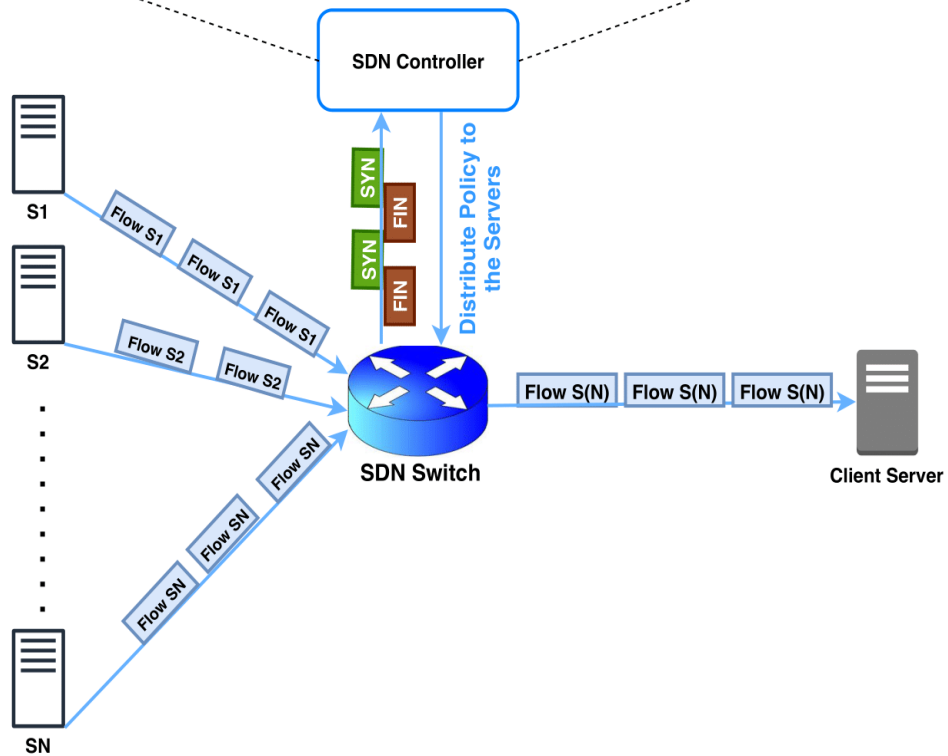 SDN Controller
SYN
FIN
SYN
FIN
Distribute Policy to
the Servers
S1
Flow S1
Flow S1
Flow S1
S2
Flow S2
Flow S2
SDN Switch
Flow S(N)
Flow S(N)
Flow S(N)
Client Server
Flow SN
Flow SN
Flow SN
SN